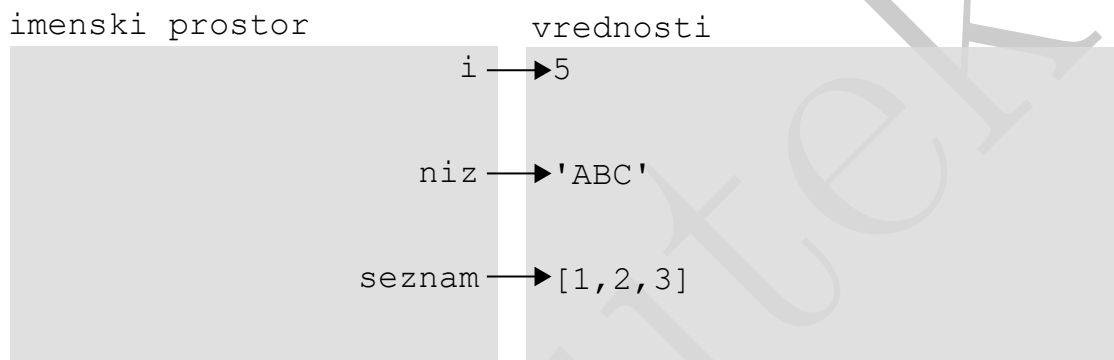 imenski prostor
vrednosti
i 5
niz 'ABC'
seznam [1,2,3]